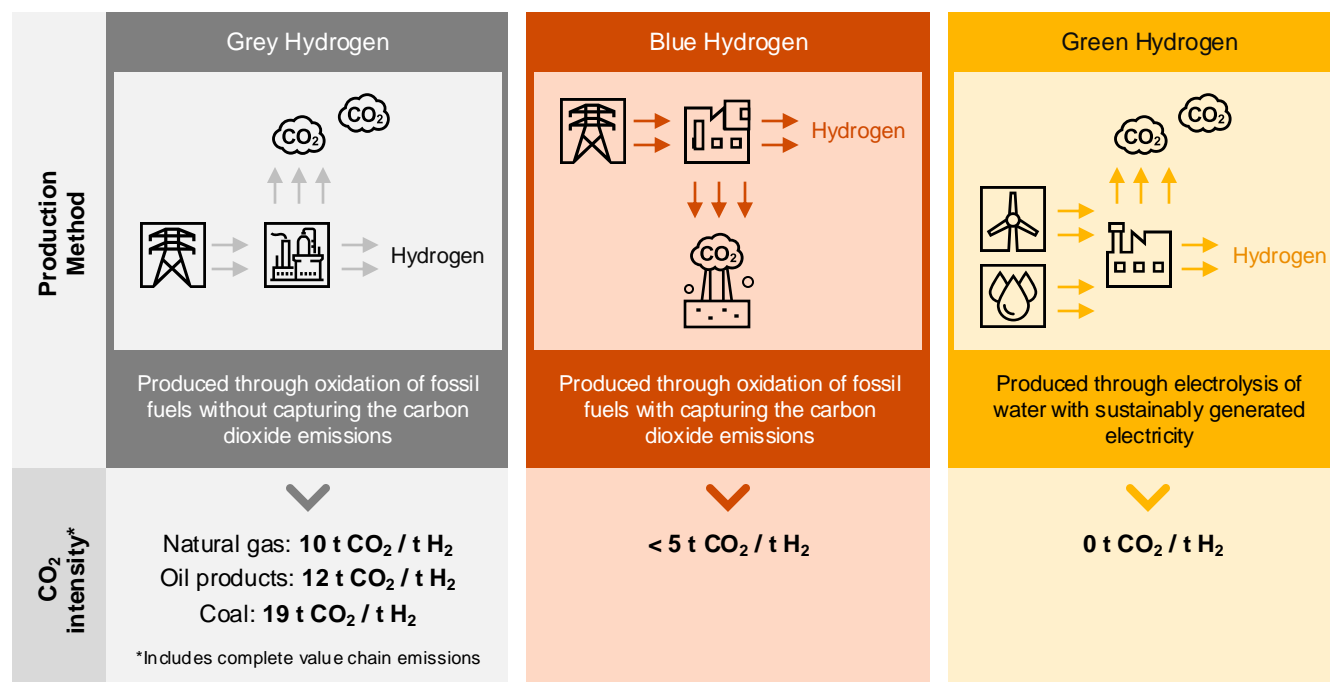 Production
Method
Grey Hydrogen
CO₂
CO₂
Hydrogen
Produced through oxidation of fossil
fuels without capturing the carbon
dioxide emissions
Blue Hydrogen
Hydrogen
CO₂
Produced through oxidation of fossil
fuels with capturing the carbon
dioxide emissions
Green Hydrogen
CO₂
CO₂
Hydrogen
Produced through electrolysis of
water with sustainably generated
electricity
CO₂
intensity*
Natural gas: 10 t CO₂ / t H₂
Oil products: 12 t CO₂ / t H₂
Coal: 19 t CO₂ / t H₂
*Includes complete value chain emissions
< 5 t CO₂ / t H₂
0 t CO₂ / t H₂